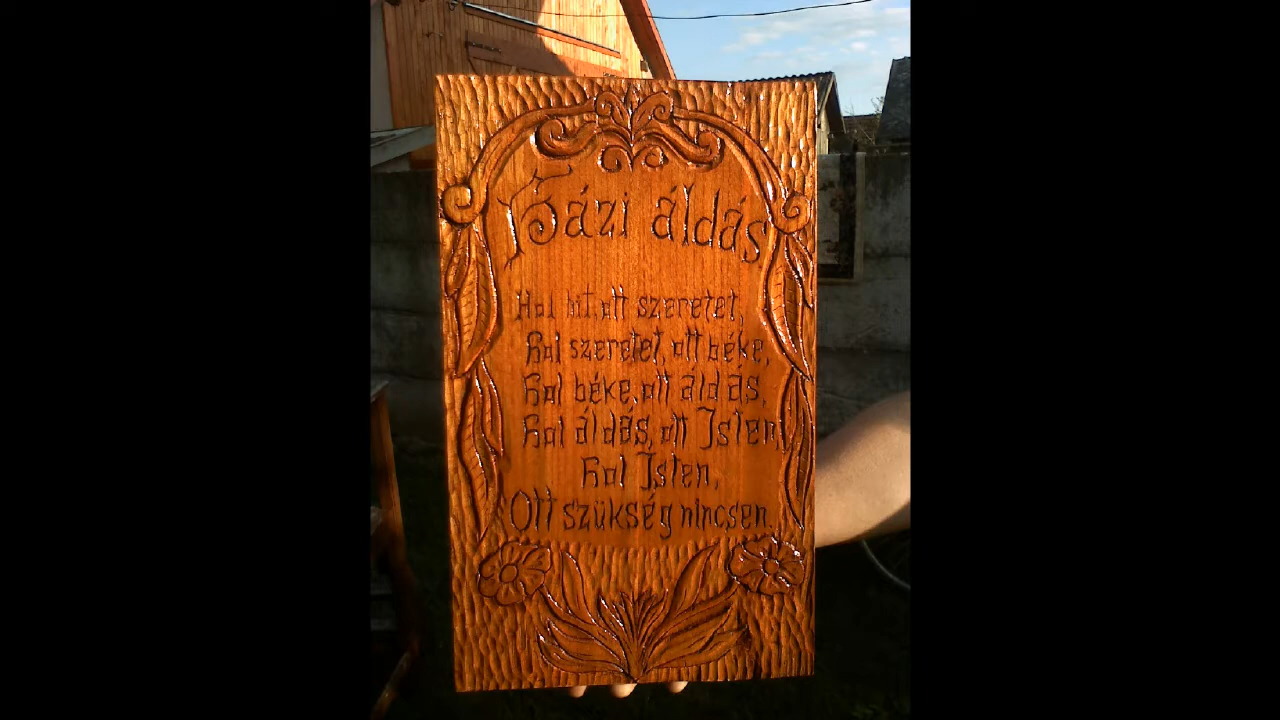 Házi áldás
Hol hit, ott szeretet,
Hol szeretet, ott béke,
Hol béke, ott áldás,
Hol áldás, ott Isten,
Hol Isten,
Ott szükség nincsen.